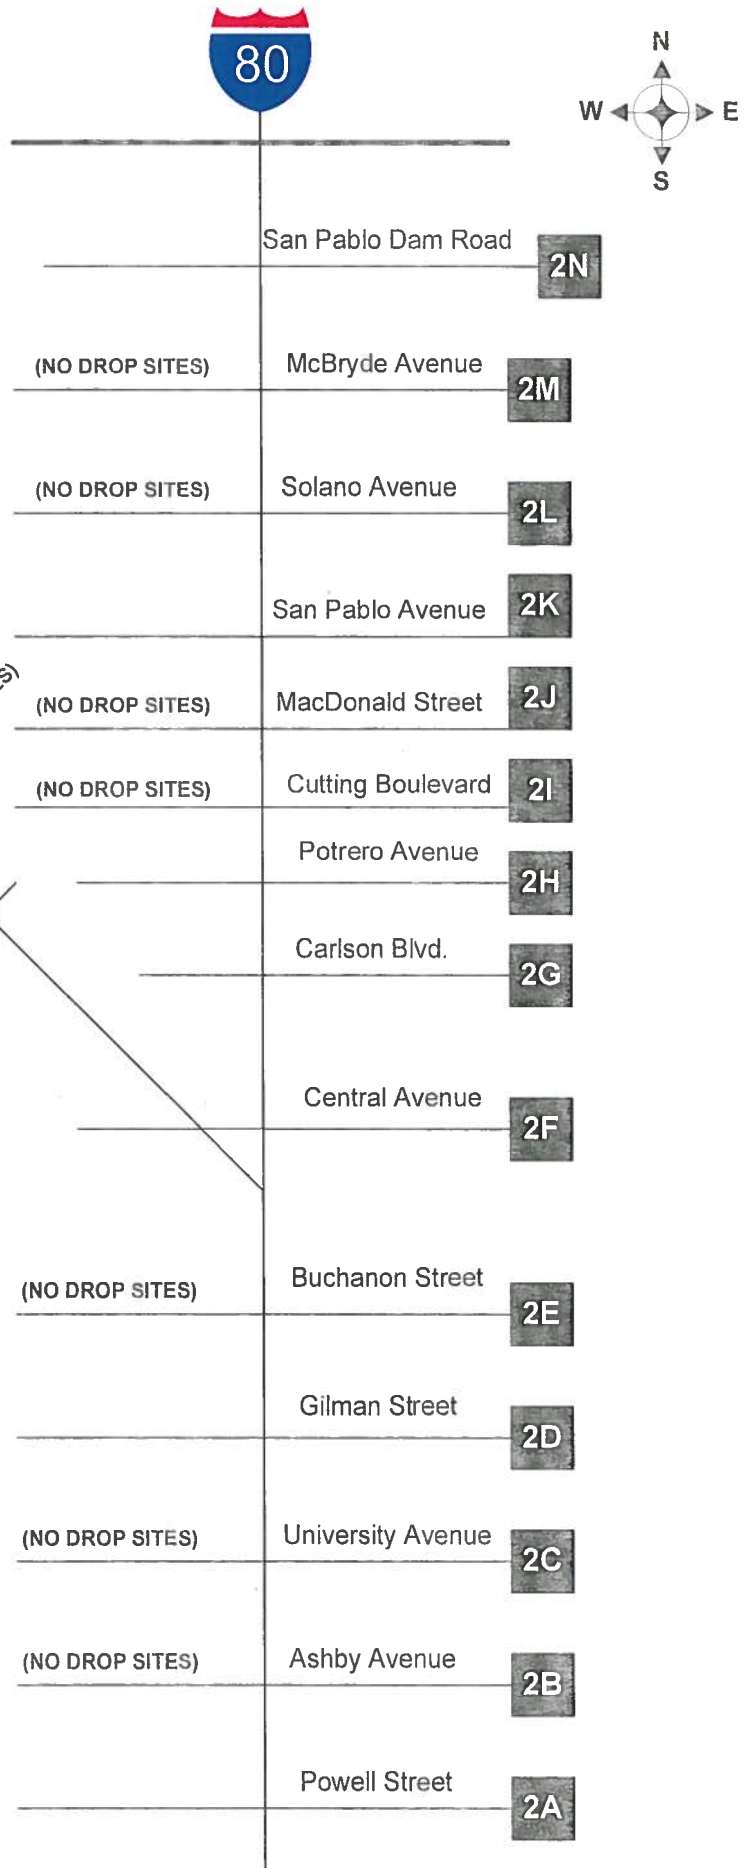 80
N
W E
S
San Pablo Dam Road 2N
(NO DROP SITES) McBryde Avenue 2M
(NO DROP SITES) Solano Avenue 2L
San Pablo Avenue 2K
(NO DROP SITES) MacDonald Street 2J
(NO DROP SITES) Cutting Boulevard 2I
Potrero Avenue 2H
Carlson Blvd. 2G
Central Avenue 2F
(NO DROP SITES) Buchanon Street 2E
Gilman Street 2D
(NO DROP SITES) University Avenue 2C
(NO DROP SITES) Ashby Avenue 2B
Powell Street 2A